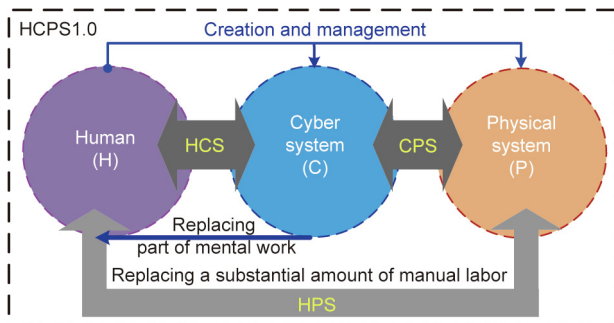 HCPS1.0
Creation and management
Human
(H)
HCS
Cyber
system
(C)
CPS
Physical
system
(P)
Replacing
part of mental work
Replacing a substantial amount of manual labor
HPS